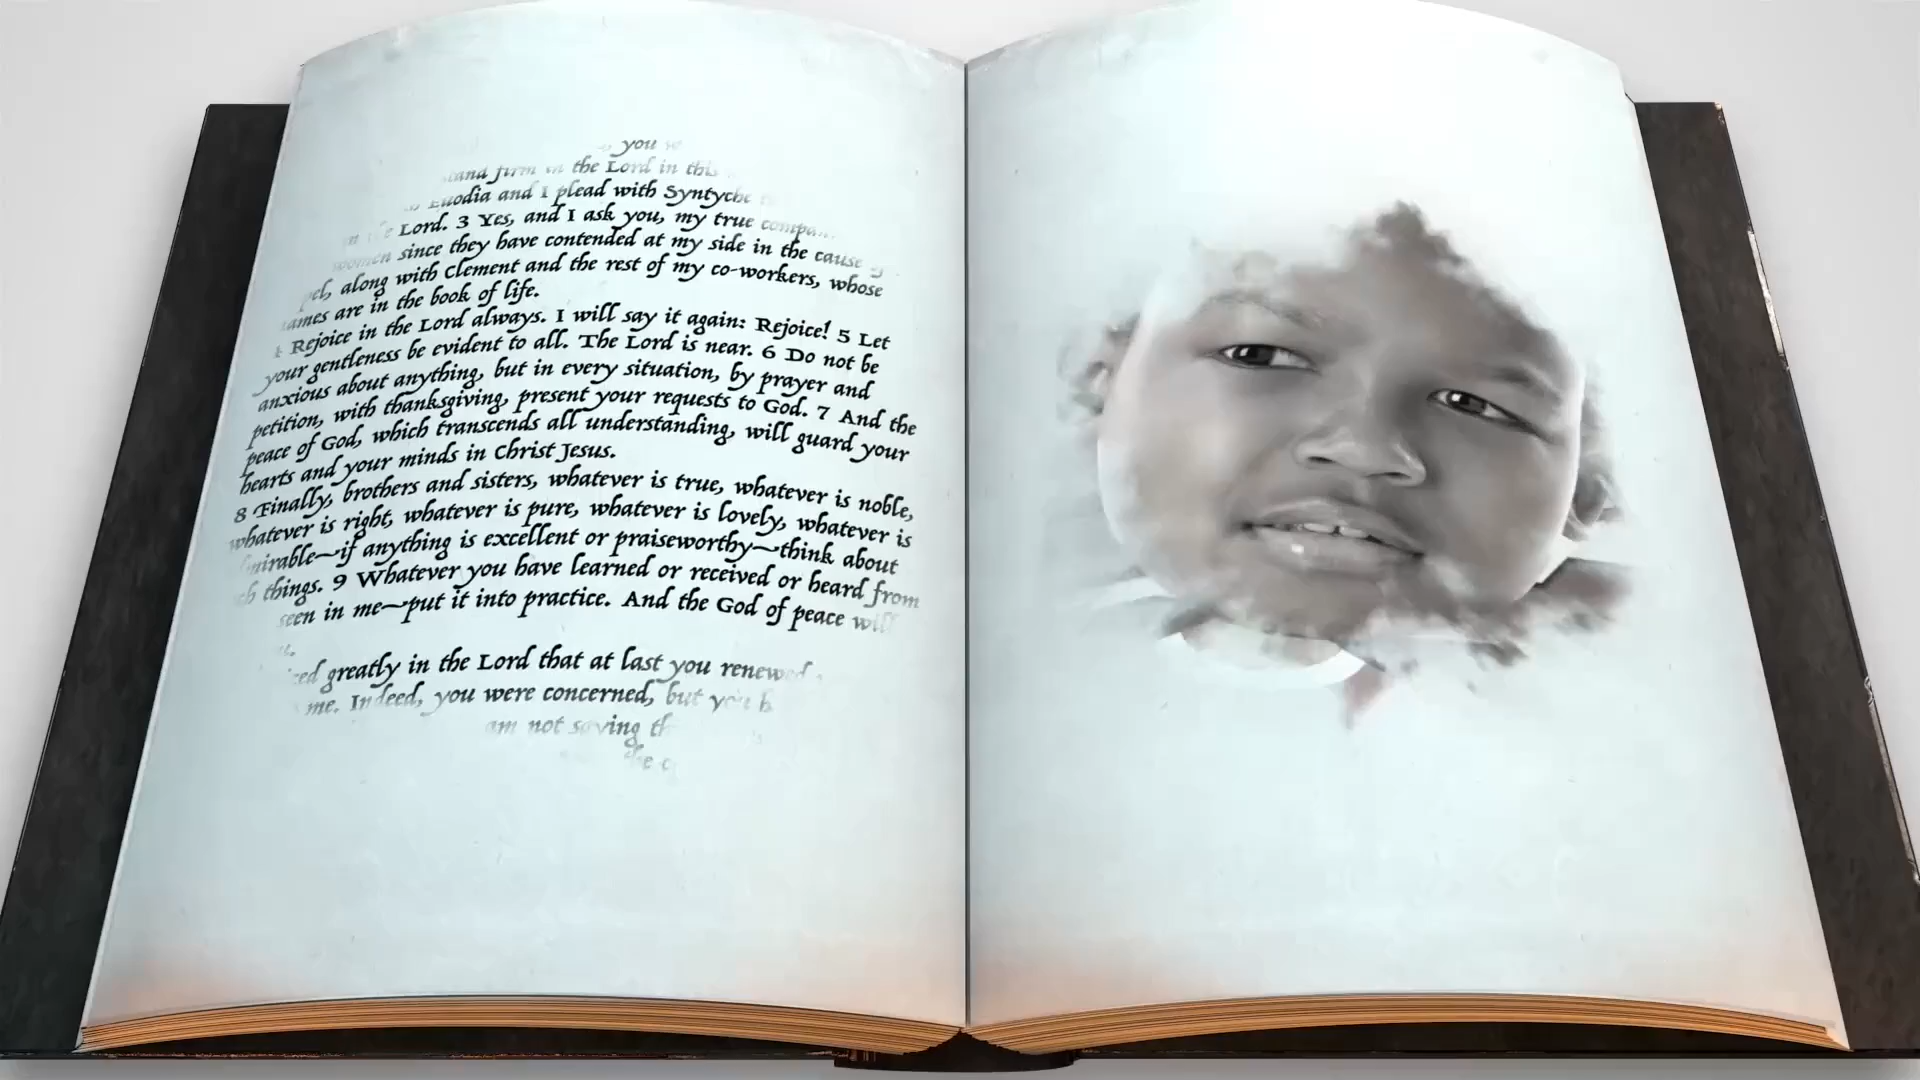 you
stand firm in the Lord in this
Euodia and I plead with Syntyche
in the Lord. 3 Yes, and I ask you, my true
women since they have contended at my side in the cause
along with Clement and the rest of my co-workers, whose
names are in the book of life.
4 Rejoice in the Lord always. I will say it again: Rejoice! 5 Let
your gentleness be evident to all. The Lord is near. 6 Do not be
anxious about anything, but in every situation, by prayer and
petition, with thanksgiving, present your requests to God. 7 And the
peace of God, which transcends all understanding, will guard your
hearts and your minds in Christ Jesus.
8 Finally, brothers and sisters, whatever is true, whatever is noble,
whatever is right, whatever is pure, whatever is lovely, whatever is
mirable—if anything is excellent or praiseworthy—think about
things. 9 Whatever you have learned or received or heard from
seen in me—put it into practice. And the God of peace will
greatly in the Lord that at last you renewed
me. Indeed, you were concerned, but you
am not saying